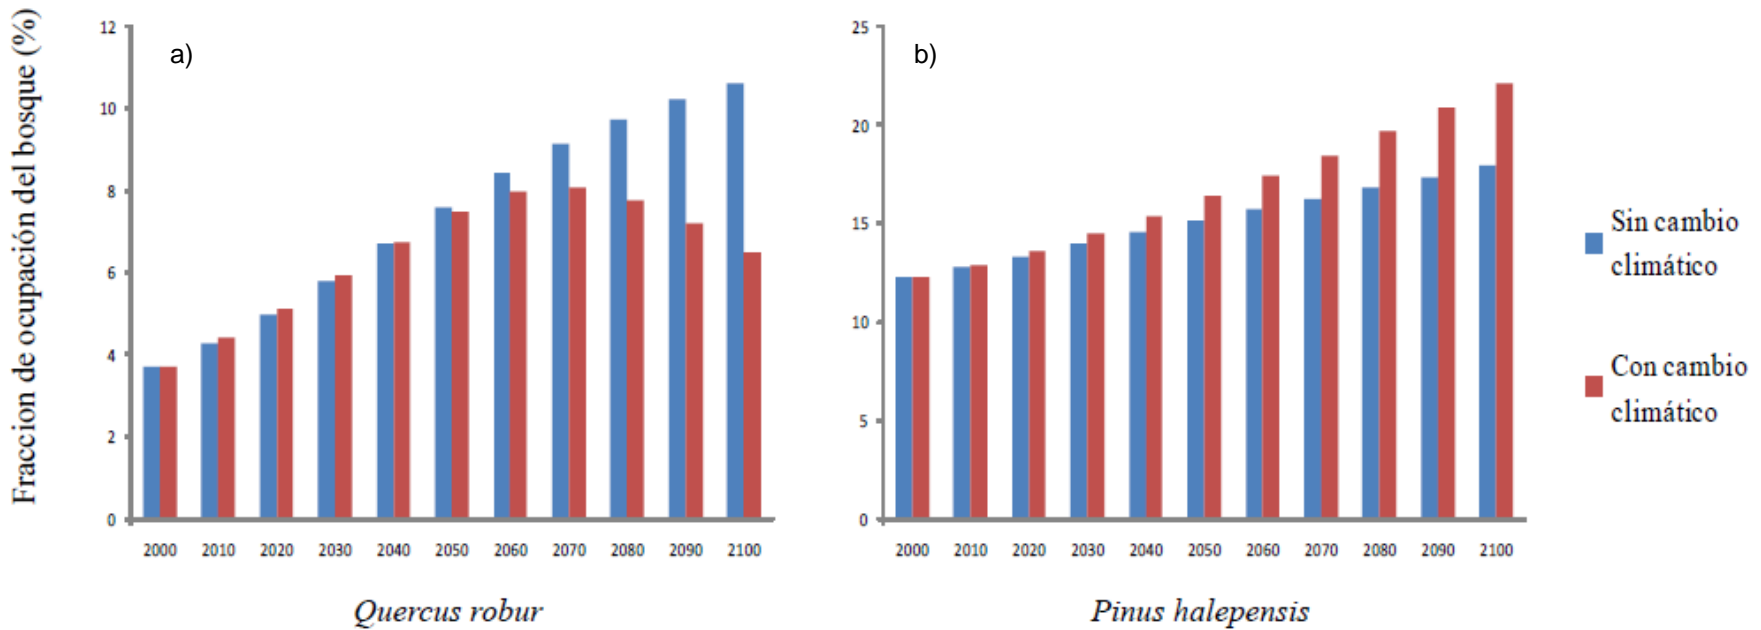 Fraccion de ocupación del bosque (%)
a)
12
10
8
6
4
2
0
2000 2010 2020 2030 2040 2050 2060 2070 2080 2090 2100
Quercus robur
b)
25
20
15
10
5
0
2000 2010 2020 2030 2040 2050 2060 2070 2080 2090 2100
Pinus halepensis
Sin cambio
climático
Con cambio
climático